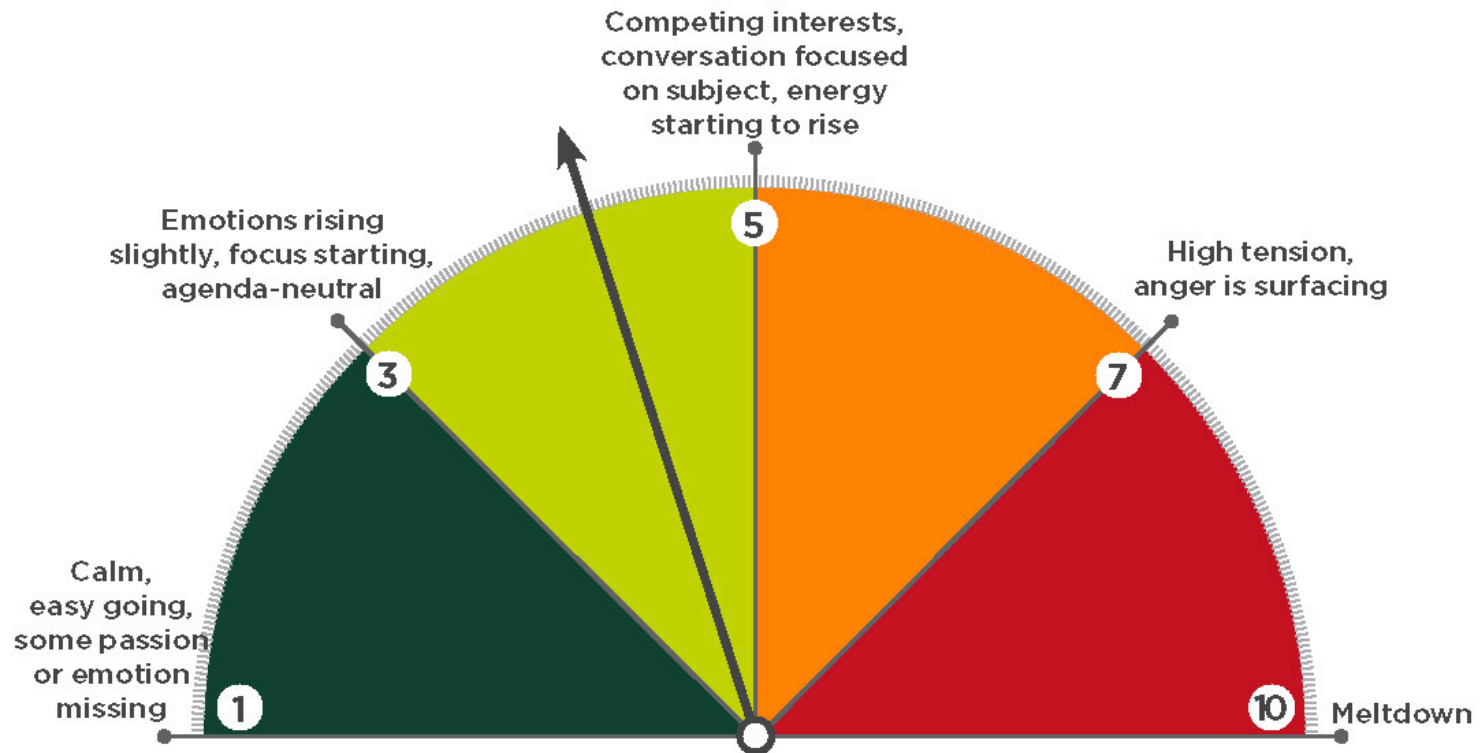 Competing interests,
conversation focused
on subject, energy
starting to rise
5
Emotions rising
slightly, focus starting,
agenda-neutral
3
High tension,
anger is surfacing
7
Calm,
easy going,
some passion
or emotion
missing
1
10
Meltdown